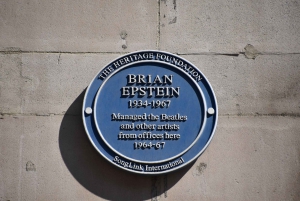 THE HERITAGE FOUNDATION
BRIAN
EPSTEIN
1934-1967
Managed the Beatles
and other artists
from offices here
1964-67
SongLink International